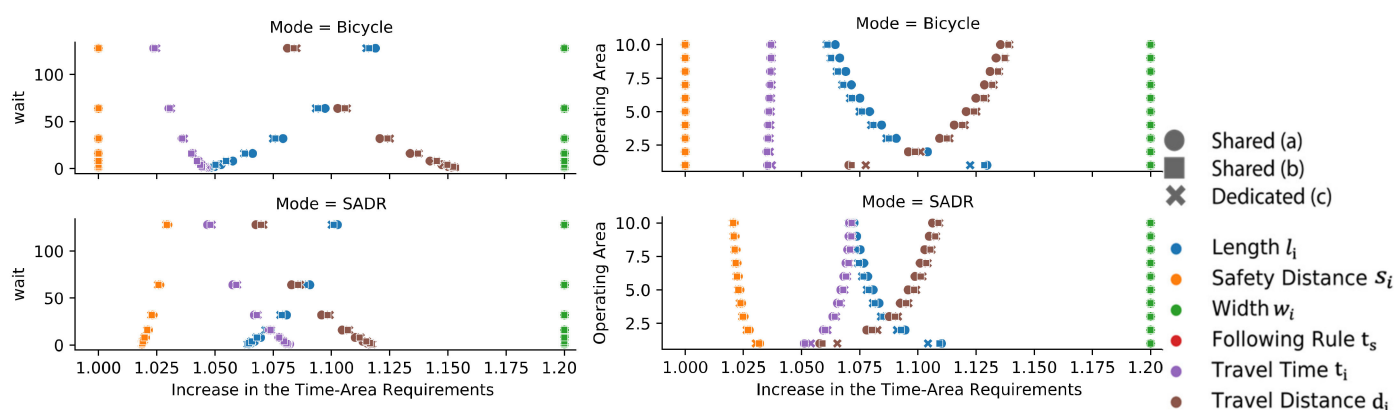 Mode = Bicycle
wait
100
50
0
Mode = SADR
wait
100
50
0
1.000 1.025 1.050 1.075 1.100 1.125 1.150 1.175 1.20
Increase in the Time-Area Requirements
Mode = Bicycle
Operating Area
10.0
7.5
5.0
2.5
Mode = SADR
Operating Area
10.0
7.5
5.0
2.5
1.000 1.025 1.050 1.075 1.100 1.125 1.150 1.175 1.20
Increase in the Time-Area Requirements
Shared (a)
Shared (b)
Dedicated (c)
Length lᵢ
Safety Distance sᵢ
Width wᵢ
Following Rule tₛ
Travel Time tᵢ
Travel Distance dᵢ